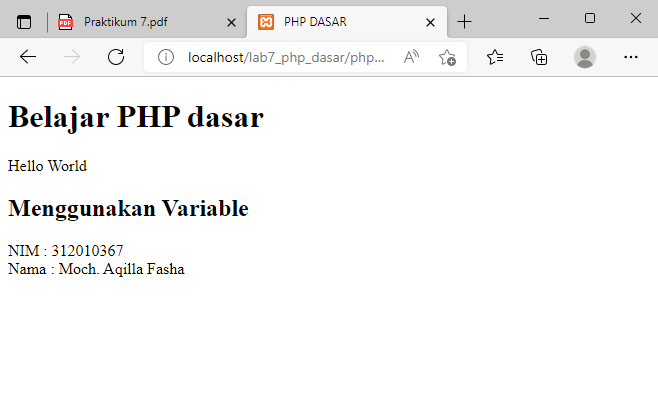 Praktikum 7.pdf
PHP DASAR
localhost/lab7_php_dasar/php...
Belajar PHP dasar
Hello World
Menggunakan Variable
NIM : 312010367
Nama : Moch. Aqilla Fasha